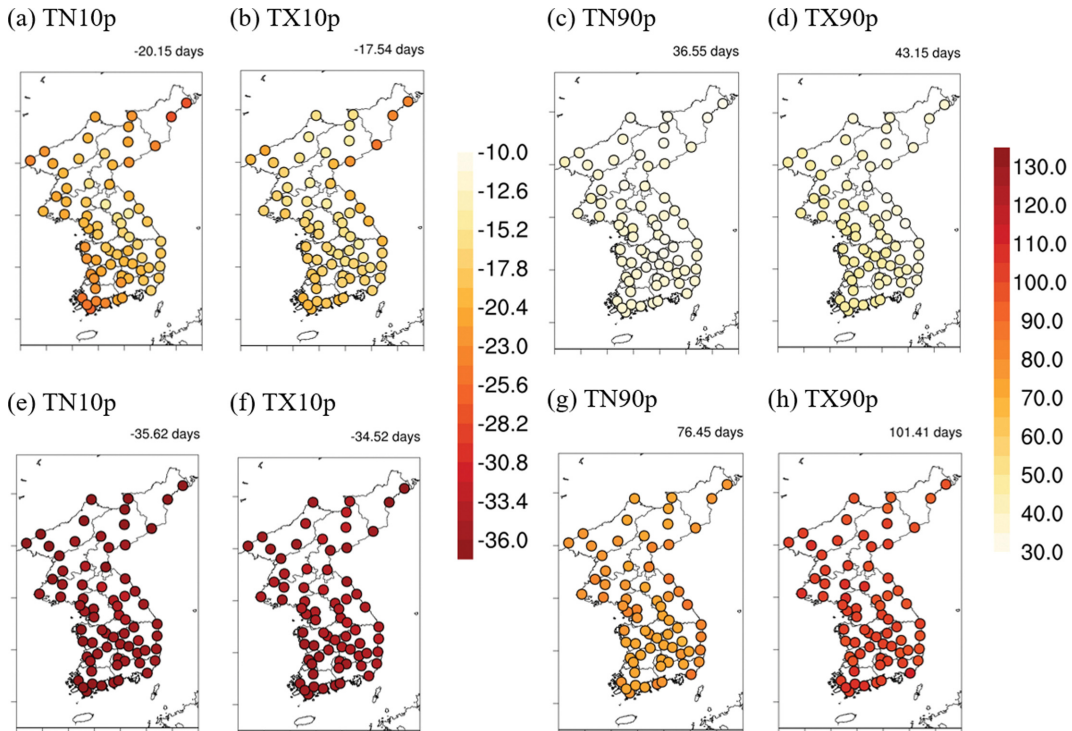 (a) TN10p
(b) TX10p
(c) TN90p
(d) TX90p
-20.15 days
-17.54 days
36.55 days
43.15 days
-10.0
-12.6
-15.2
-17.8
-20.4
-23.0
-25.6
-28.2
-30.8
-33.4
-36.0
130.0
120.0
110.0
100.0
90.0
80.0
70.0
60.0
50.0
40.0
30.0
(e) TN10p
(f) TX10p
(g) TN90p
(h) TX90p
-35.62 days
-34.52 days
76.45 days
101.41 days